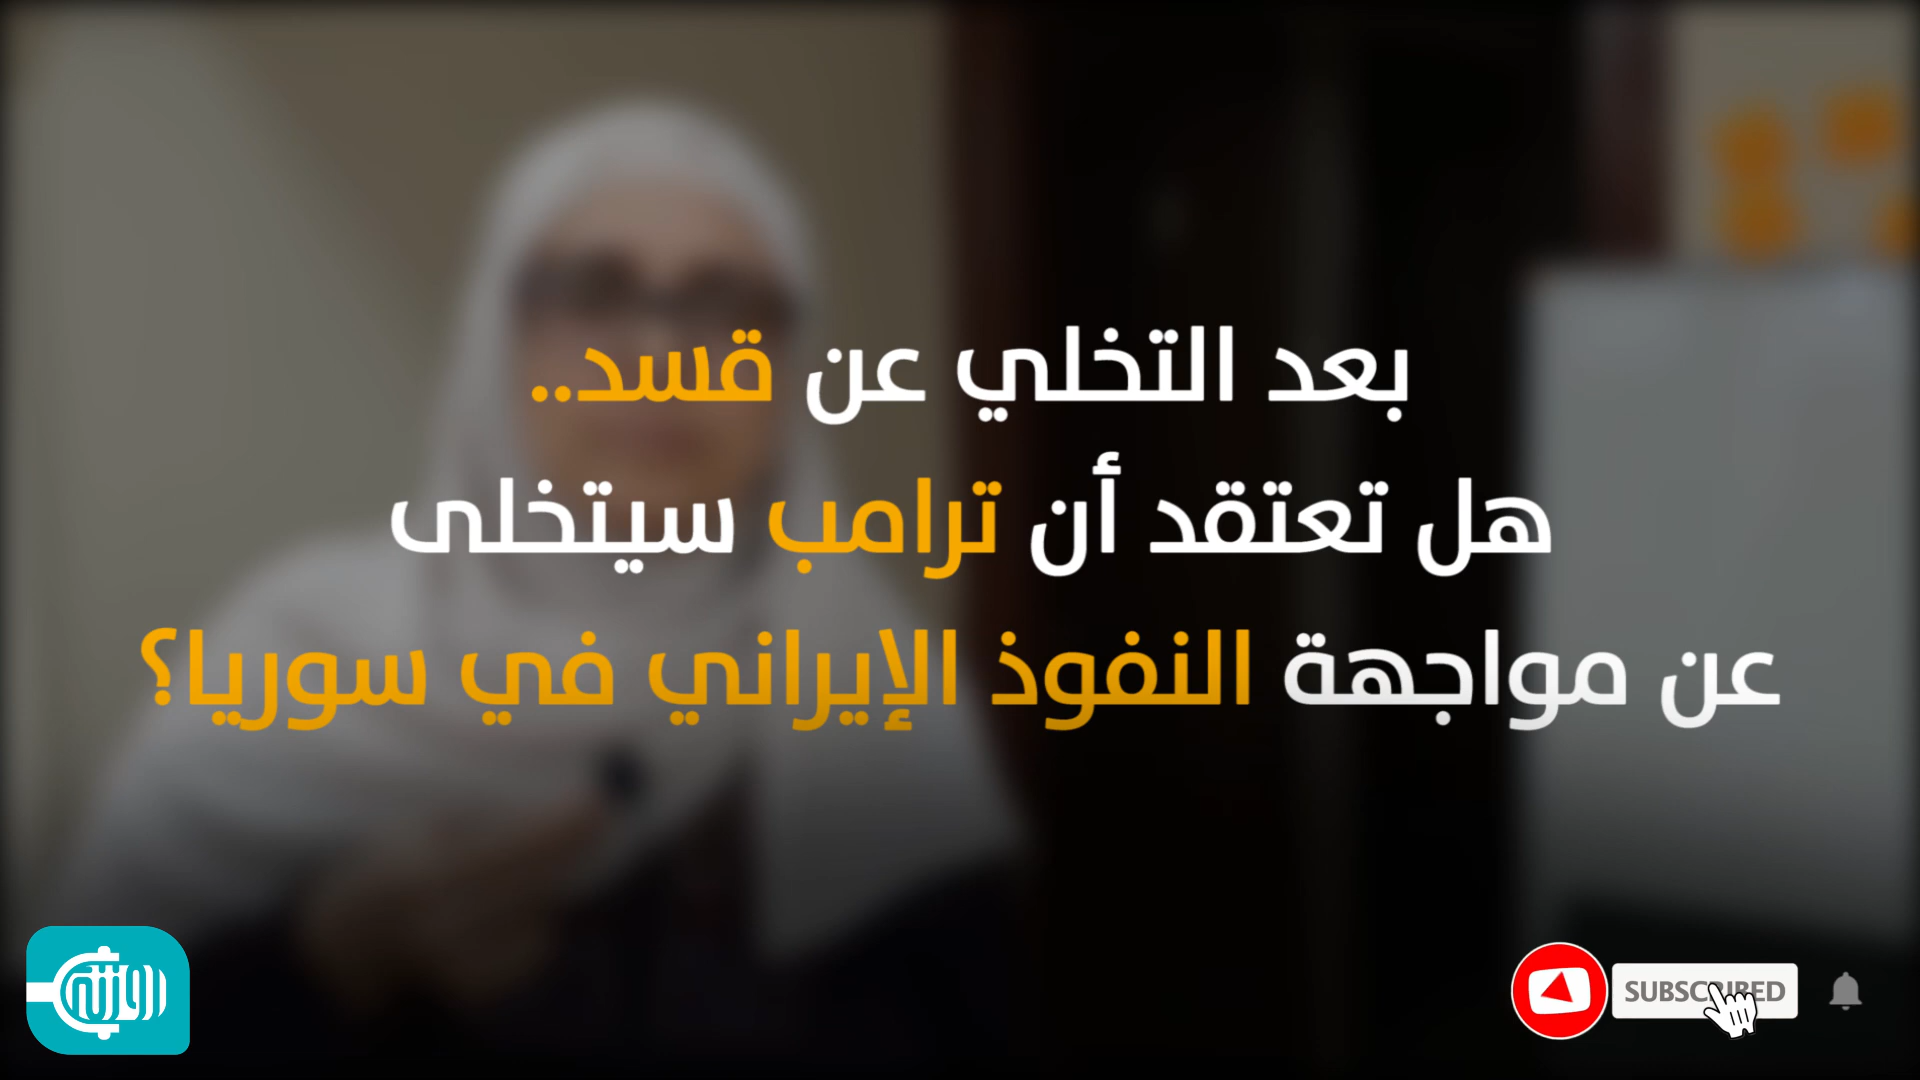 بعد التخلي عن قسد..
هل تعتقد أن ترامب سيتخلى
عن مواجهة النفوذ الإيراني في سوريا؟
SUBSCRIBED